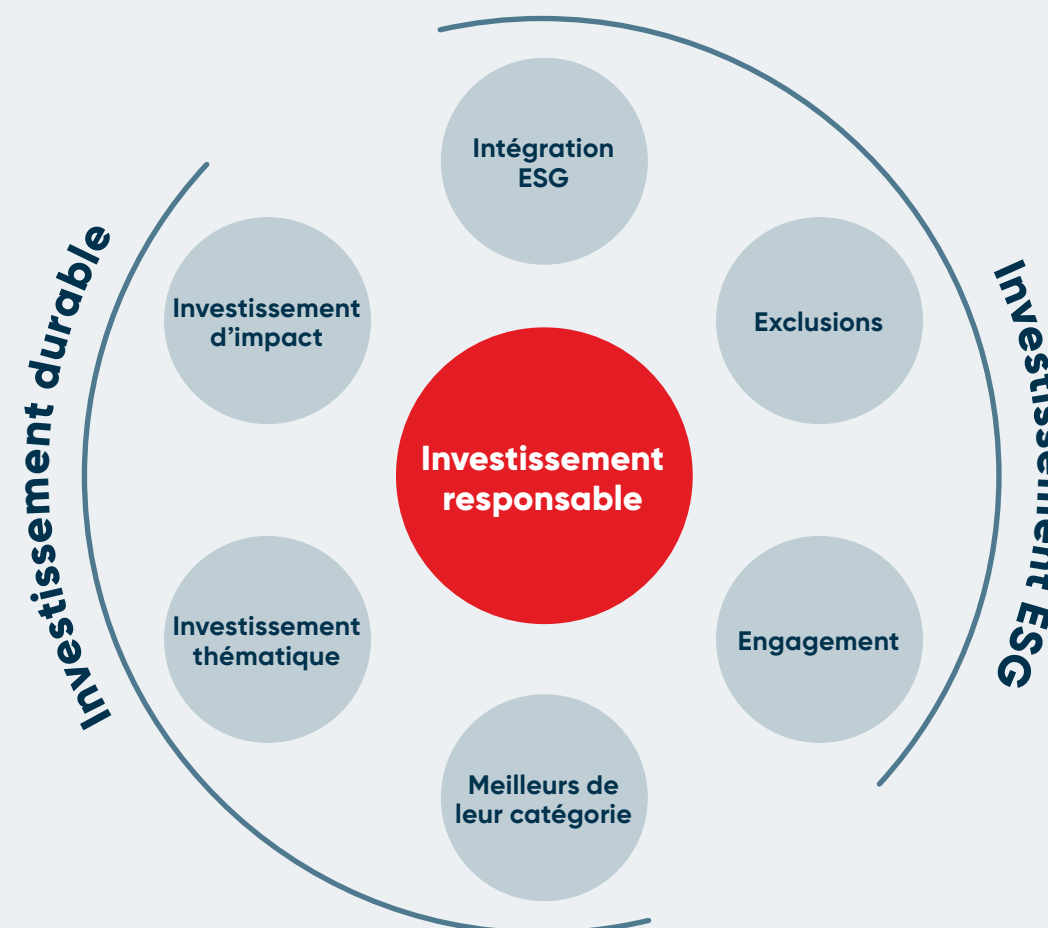 Intégration
ESG
Investissement
d’impact
Exclusions
Investissement durable
Investissement ESG
Investissement
responsable
Investissement
thématique
Engagement
Meilleurs de
leur catégorie